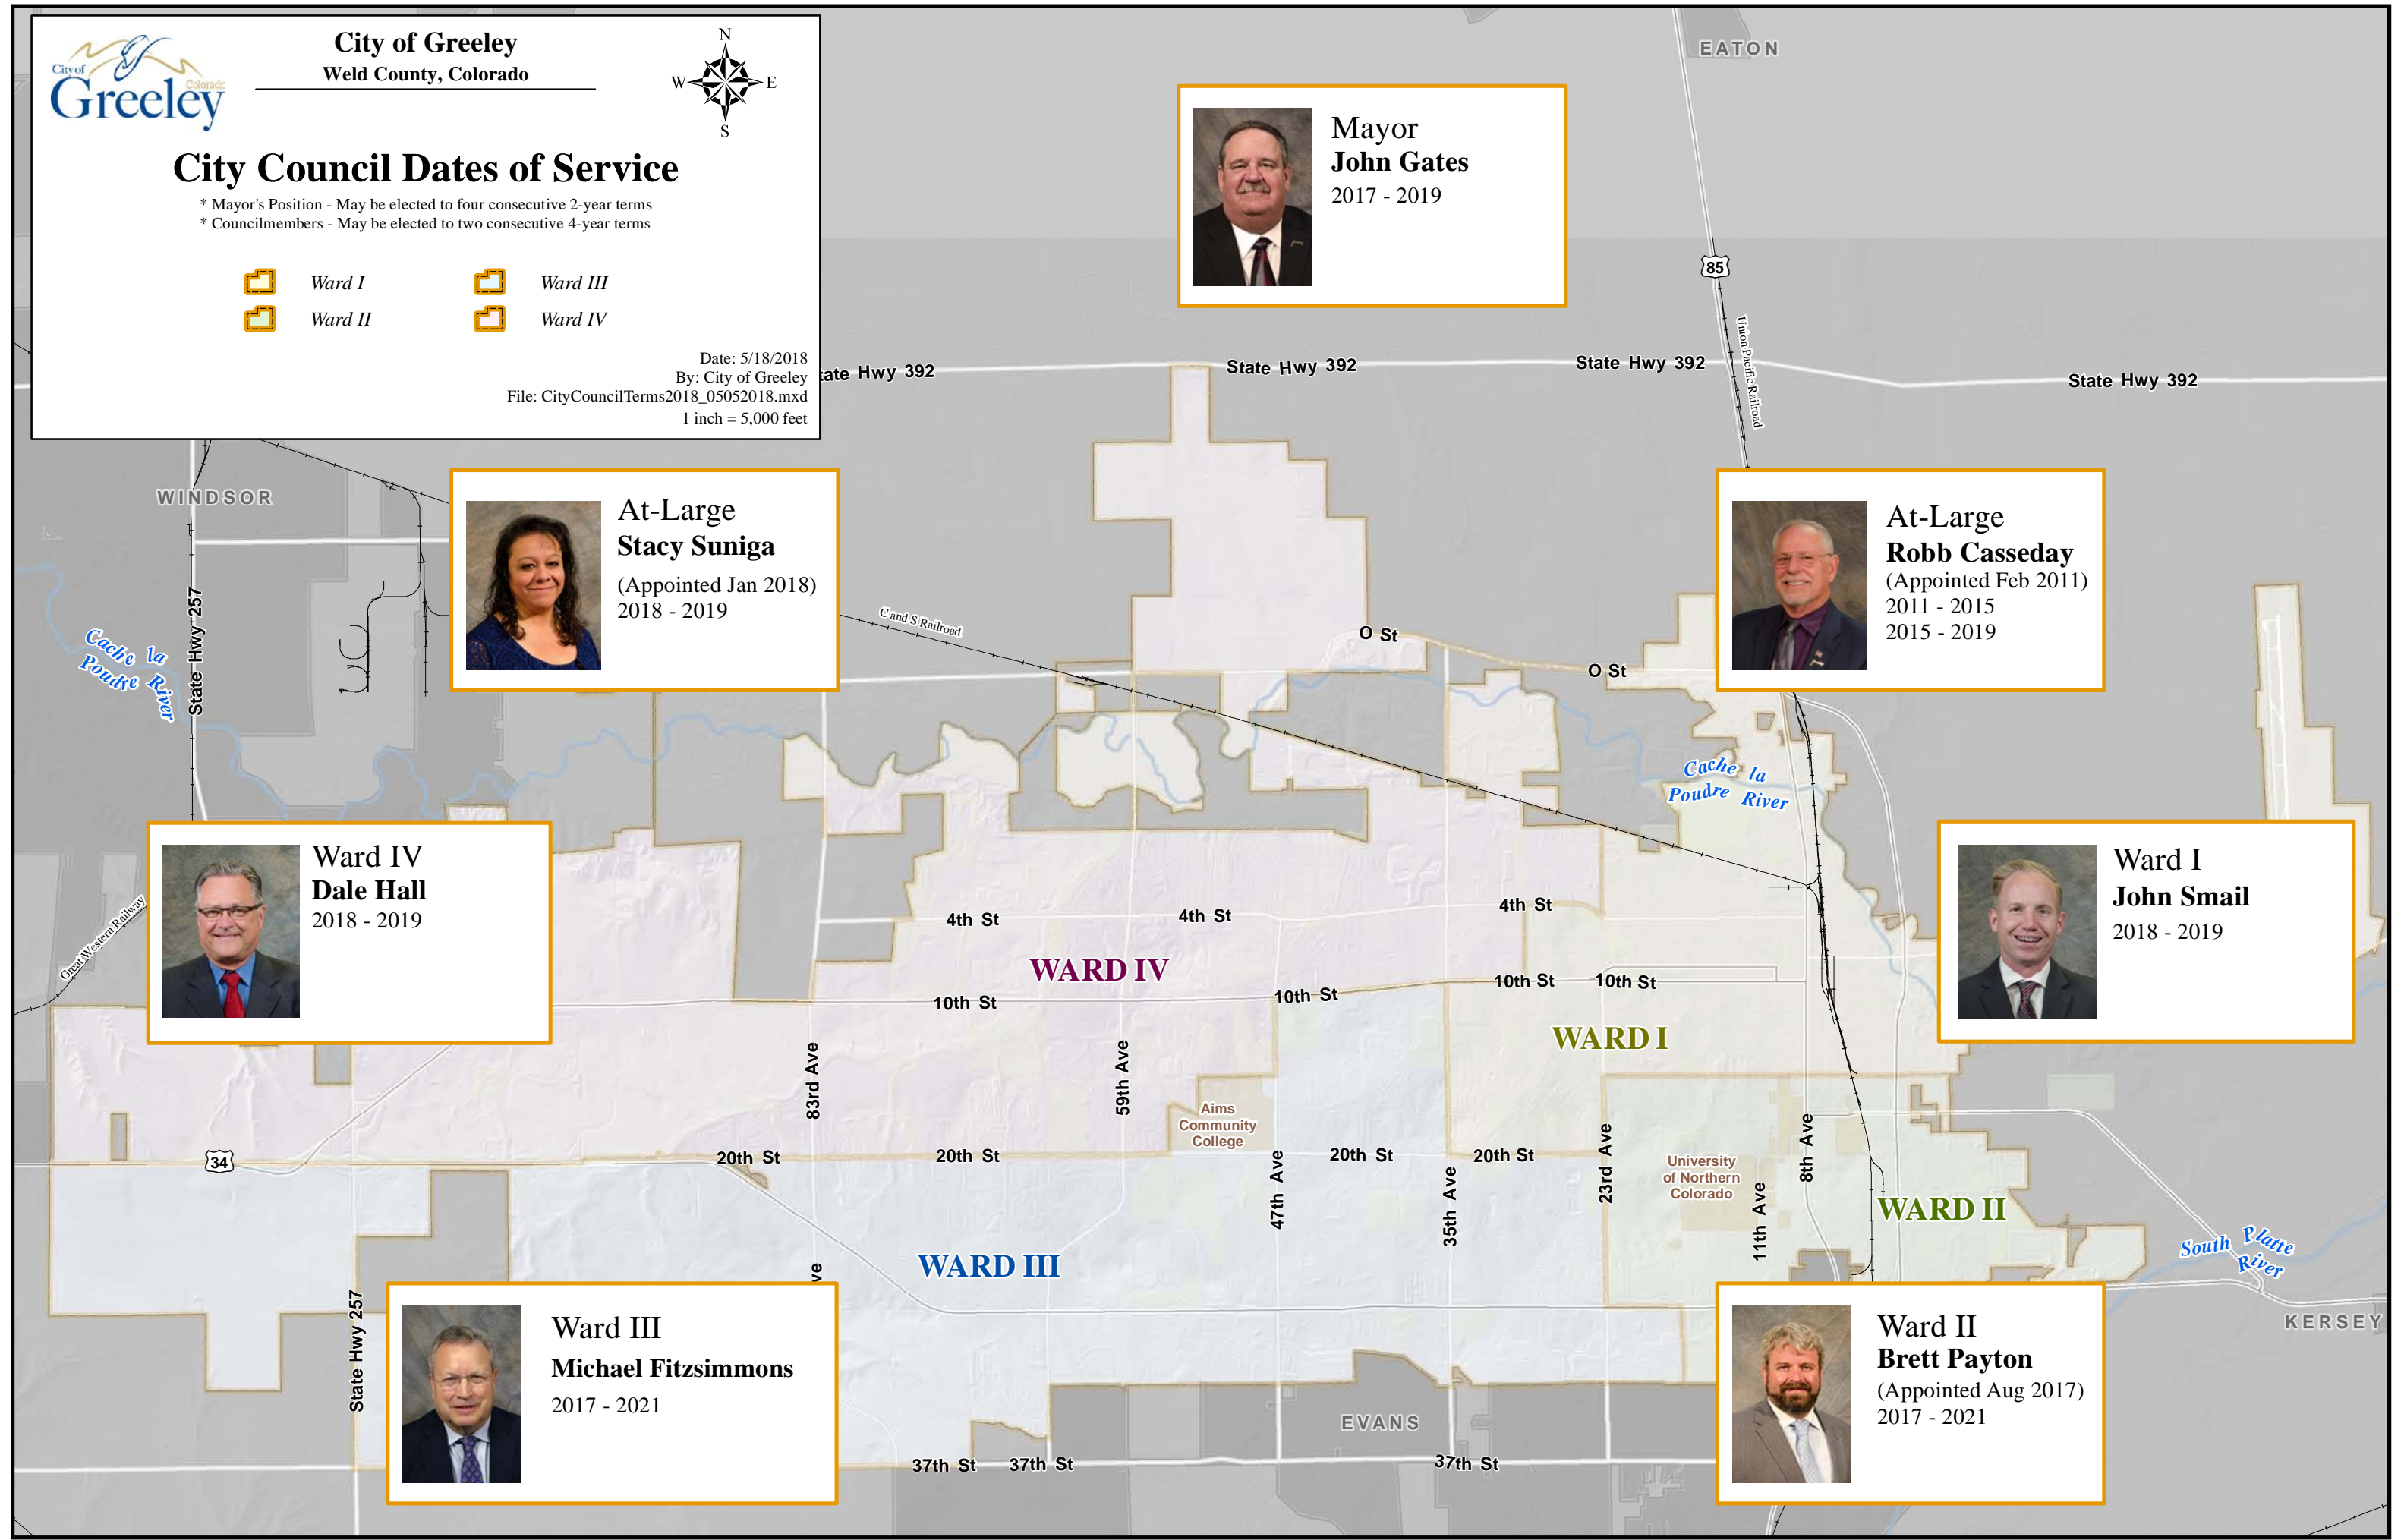 City of
Greeley
Colorado
City of Greeley
Weld County, Colorado
N
W
E
S
City Council Dates of Service
* Mayor's Position - May be elected to four consecutive 2-year terms
* Councilmembers - May be elected to two consecutive 4-year terms
Ward I
Ward III
Ward II
Ward IV
Date: 5/18/2018
By: City of Greeley
File: CityCouncilTerms2018_05052018.mxd
1 inch = 5,000 feet
EATON
Mayor
John Gates
2017 - 2019
85
Union Pacific Railroad
tate Hwy 392
State Hwy 392
State Hwy 392
State Hwy 392
WINDSOR
At-Large
Stacy Suniga
(Appointed Jan 2018)
2018 - 2019
At-Large
Robb Casseday
(Appointed Feb 2011)
2011 - 2015
2015 - 2019
State Hwy 257
Cache la
Poudre River
C and S Railroad
O St
O St
Cache la
Poudre River
Ward IV
Dale Hall
2018 - 2019
Great Western Railway
Ward I
John Smail
2018 - 2019
4th St
4th St
4th St
WARD IV
10th St
10th St
10th St
10th St
WARD I
83rd Ave
59th Ave
Aims
Community
College
34
20th St
20th St
20th St
20th St
47th Ave
35th Ave
23rd Ave
University
of Northern
Colorado
11th Ave
8th Ave
WARD II
South Platte
River
WARD III
ve
State Hwy 257
Ward III
Michael Fitzsimmons
2017 - 2021
Ward II
Brett Payton
(Appointed Aug 2017)
2017 - 2021
KERSEY
EVANS
37th St
37th St
37th St